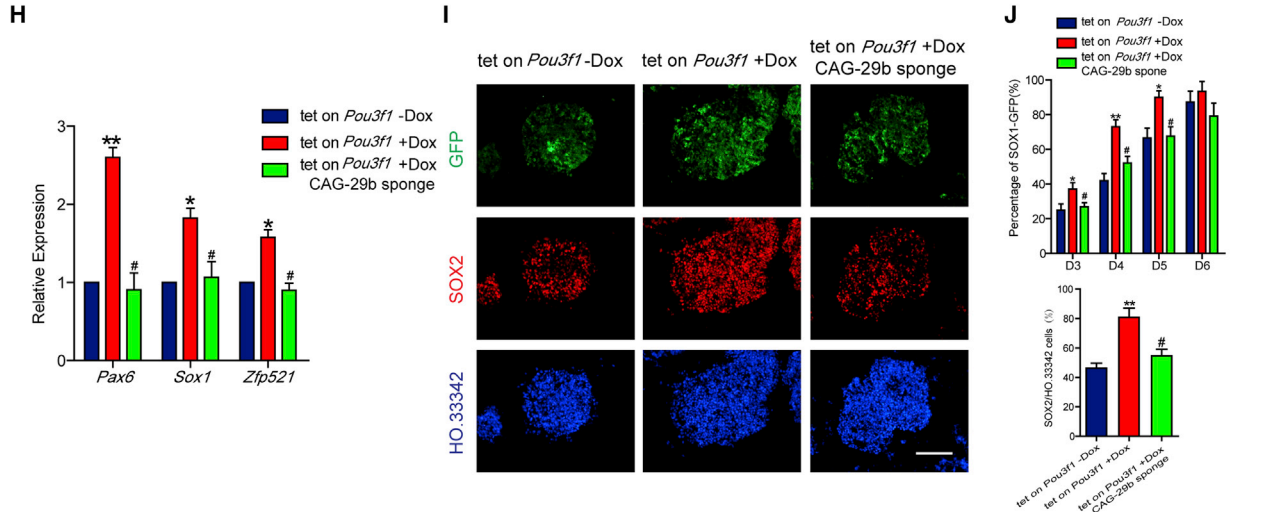 H
tet on Pou3f1 -Dox
tet on Pou3f1 +Dox
tet on Pou3f1 +Dox
CAG-29b sponge
Relative Expression
3
2
1
0
**
#
*
#
*
#
Pax6
Sox1
Zfp521
I
tet on Pou3f1 -Dox
tet on Pou3f1 +Dox
tet on Pou3f1 +Dox
CAG-29b sponge
GFP
SOX2
HO.33342
J
tet on Pou3f1 -Dox
tet on Pou3f1 +Dox
tet on Pou3f1 +Dox
CAG-29b spone
Percentage of SOX1-GFP(%)
100
80
60
40
20
0
*
#
**
#
*
#
D3
D4
D5
D6
SOX2/HO.33342 cells (%)
100
80
60
40
20
0
**
#
tet on Pou3f1 -Dox
tet on Pou3f1 +Dox
tet on Pou3f1 +Dox
CAG-29b sponge